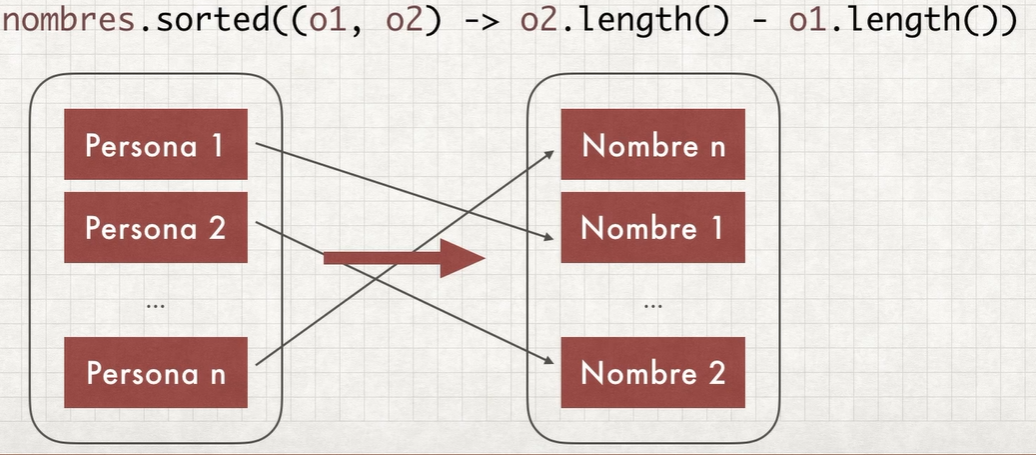 nombres.sorted((o1, o2) -> o2.length() - o1.length())
Persona 1
Persona 2
...
Persona n
Nombre n
Nombre 1
...
Nombre 2